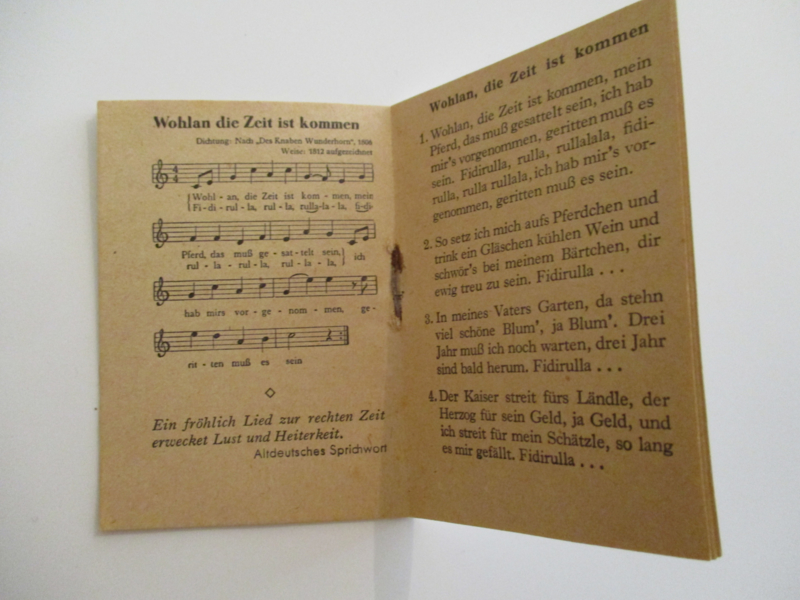 Wohlan die Zeit ist kommen
Dichtung: Nach „Des Knaben Wunderhorn“, 1806
Weise: 1812 aufgezeichnet
4 4
Wohl-an, die Zeit ist kom-men, mein
Fi-di-rul-la, rul-la, rulla-la-la, fi-di-
Pferd, das muß ge-sat-telt sein,
rul-la-rul-la, rul-la-la, ich
hab mirs vor-ge-nom-men, ge-
rit-ten muß es sein
Ein fröhlich Lied zur rechten Zeit
erwecket Lust und Heiterkeit.
Altdeutsches Sprichwort
Wohlan, die Zeit ist kommen
1. Wohlan, die Zeit ist kommen, mein
Pferd, das muß gesattelt sein, ich hab
mir's vorgenommen, geritten muß es
sein. Fidirulla, rulla, rullalala, fidi-
rulla, rulla rullala, ich hab mir's vor-
genommen, geritten muß es sein.
2. So setz ich mich aufs Pferdchen und
trink ein Gläschen kühlen Wein und
schwör's bei meinem Bärtchen, dir
ewig treu zu sein. Fidirulla . . .
3. In meines Vaters Garten, da stehn
viel schöne Blum', ja Blum'. Drei
Jahr muß ich noch warten, drei Jahr
sind bald herum. Fidirulla . . .
4. Der Kaiser streit fürs Ländle, der
Herzog für sein Geld, ja Geld, und
ich streit für mein Schätzle, so lang
es mir gefällt. Fidirulla . . .